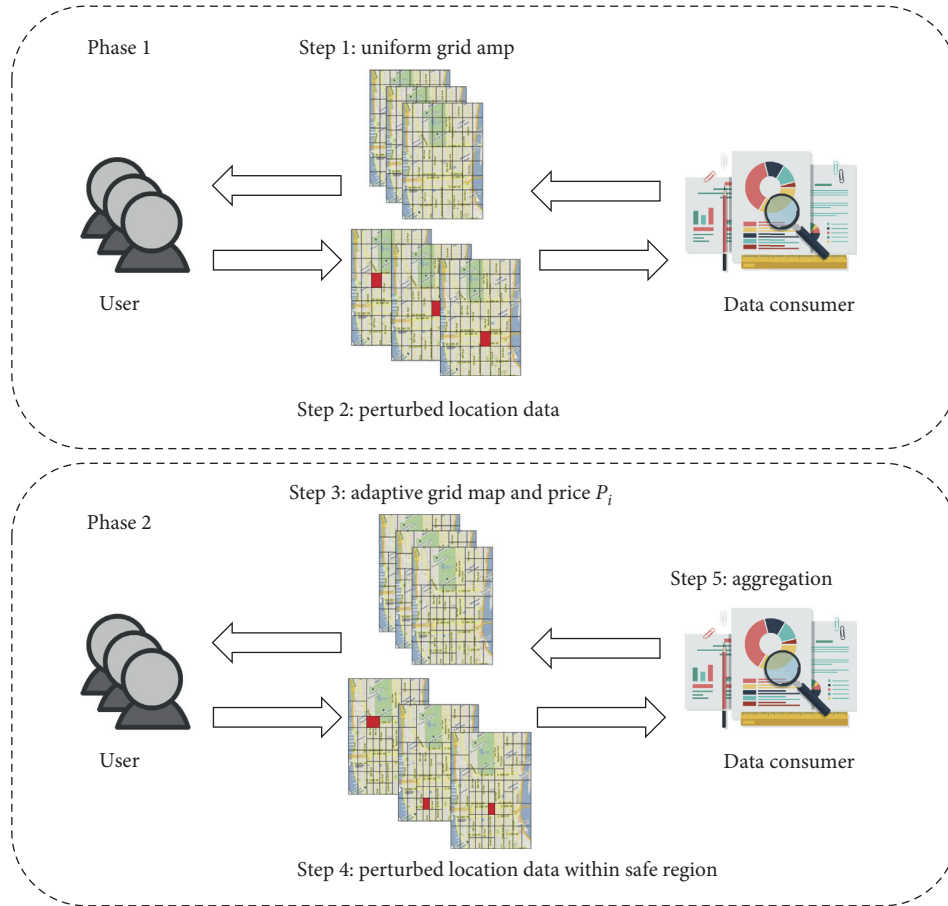 Phase 1
Step 1: uniform grid amp
User
Data consumer
Step 2: perturbed location data
Step 3: adaptive grid map and price P_i
Phase 2
Step 5: aggregation
User
Data consumer
Step 4: perturbed location data within safe region